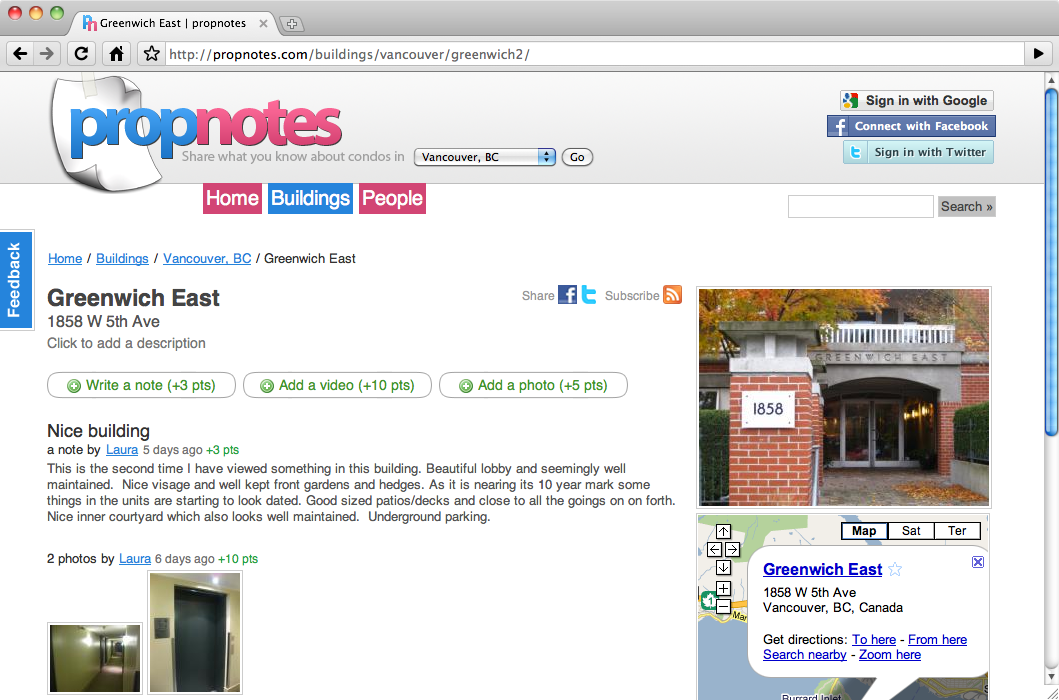 Greenwich East | propnotes
http://propnotes.com/buildings/vancouver/greenwich2/
propnotes
Share what you know about condos in
Vancouver, BC
Go
Sign in with Google
Connect with Facebook
Sign in with Twitter
Home
Buildings
People
Search »
Feedback
Home / Buildings / Vancouver, BC / Greenwich East
Greenwich East
1858 W 5th Ave
Click to add a description
Share
Subscribe
Write a note (+3 pts)
Add a video (+10 pts)
Add a photo (+5 pts)
Nice building
a note by Laura 5 days ago +3 pts
This is the second time I have viewed something in this building. Beautiful lobby and seemingly well
maintained.  Nice visage and well kept front gardens and hedges. As it is nearing its 10 year mark some
things in the units are starting to look dated. Good sized patios/decks and close to all the goings on on forth.
Nice inner courtyard which also looks well maintained.  Underground parking.
2 photos by Laura 6 days ago +10 pts
GREENWICH EAST
1858
Map
Sat
Ter
Greenwich East
1858 W 5th Ave
Vancouver, BC, Canada
Get directions: To here - From here
Search nearby - Zoom here
1
Mar
Burrard Inlet